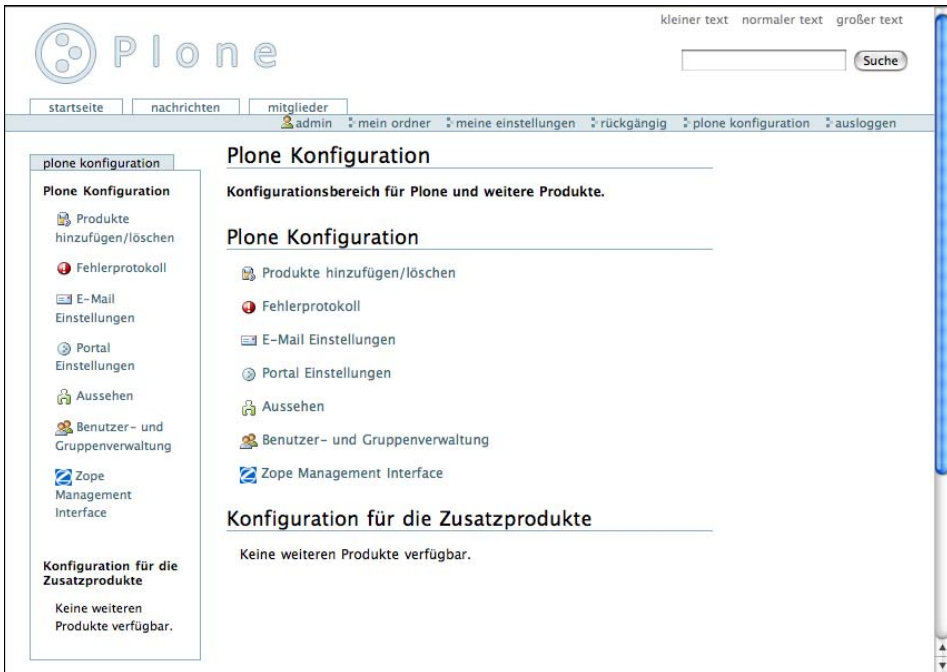 kleiner text normaler text großer text
Plone
Suche
startseite nachrichten mitglieder
admin mein ordner meine einstellungen rückgängig plone konfiguration ausloggen
plone konfiguration
Plone Konfiguration
Produkte
hinzufügen/löschen
Fehlerprotokoll
E-Mail
Einstellungen
Portal
Einstellungen
Aussehen
Benutzer- und
Gruppenverwaltung
Zope
Management
Interface
Konfiguration für die
Zusatzprodukte
Keine weiteren
Produkte verfügbar.
Plone Konfiguration
Konfigurationsbereich für Plone und weitere Produkte.
Plone Konfiguration
Produkte hinzufügen/löschen
Fehlerprotokoll
E-Mail Einstellungen
Portal Einstellungen
Aussehen
Benutzer- und Gruppenverwaltung
Zope Management Interface
Konfiguration für die Zusatzprodukte
Keine weiteren Produkte verfügbar.